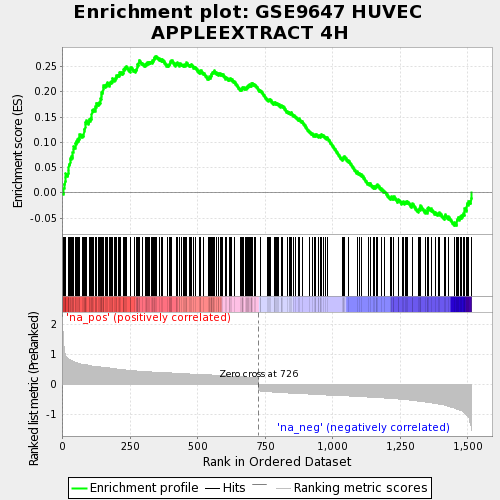 Enrichment plot: GSE9647 HUVEC
APPLEEXTRACT 4H
Enrichment score (ES)
0.25
0.20
0.15
0.10
0.05
0.00
-0.05
Ranked list metric (PreRanked)
2
1
0
-1
'na_pos' (positively correlated)
Zero cross at 726
'na_neg' (negatively correlated)
0
250
500
750
1,000
1,250
1,500
Rank in Ordered Dataset
Enrichment profile
Hits
Ranking metric scores